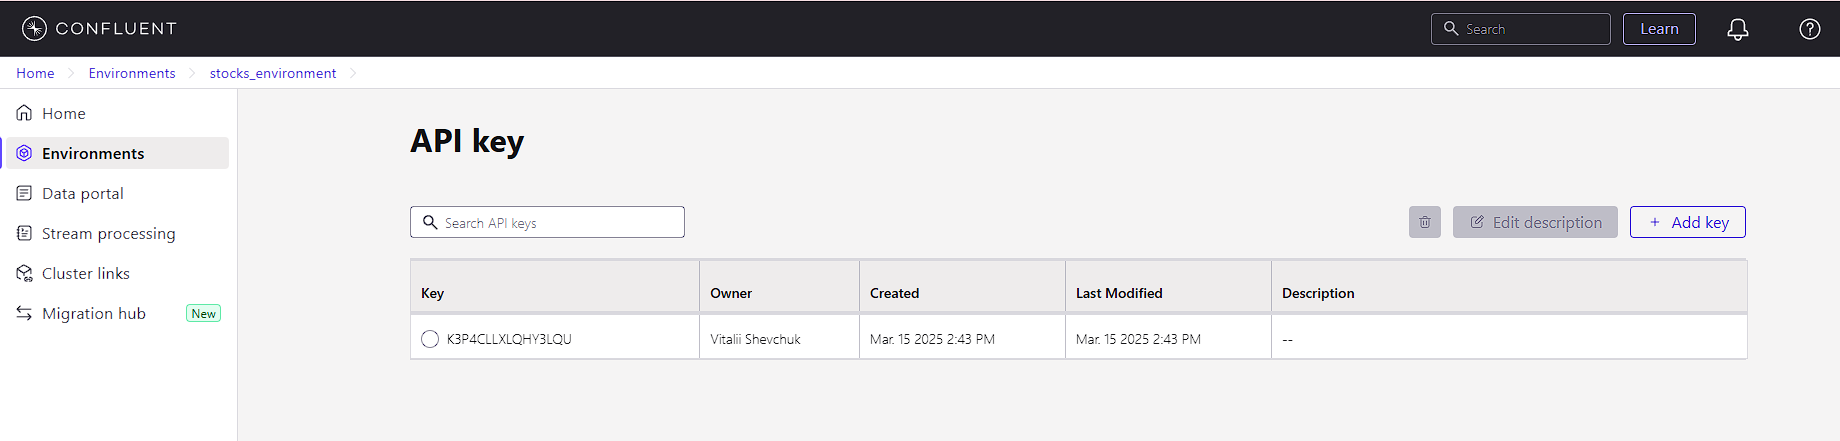 CONFLUENT
Search
Learn
Home
Environments
stocks_environment
Home
Environments
Data portal
Stream processing
Cluster links
Migration hub New
API key
Search API keys
Edit description
+ Add key
Key Owner Created Last Modified Description
K3P4CLLXLQHY3LQU Vitalii Shevchuk Mar. 15 2025 2:43 PM Mar. 15 2025 2:43 PM --